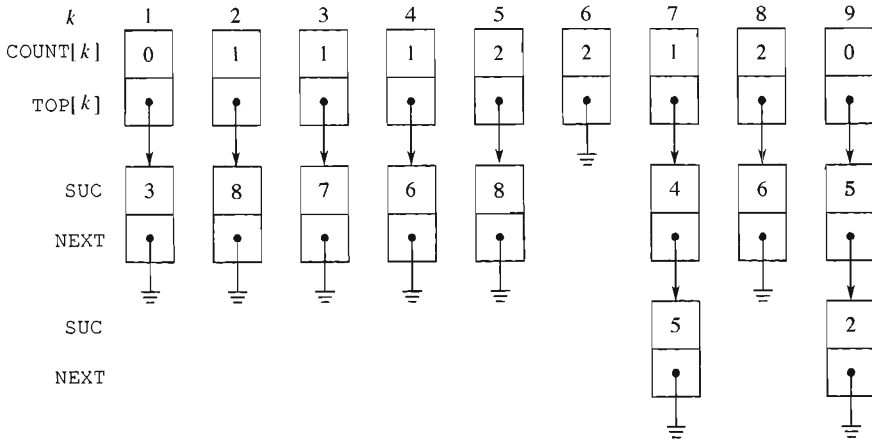 k 1 2 3 4 5 6 7 8 9
COUNT[k] 0 1 1 1 2 2 1 2 0
TOP[k]
SUC 3 8 7 6 8 4 6 5
NEXT
SUC 5 2
NEXT